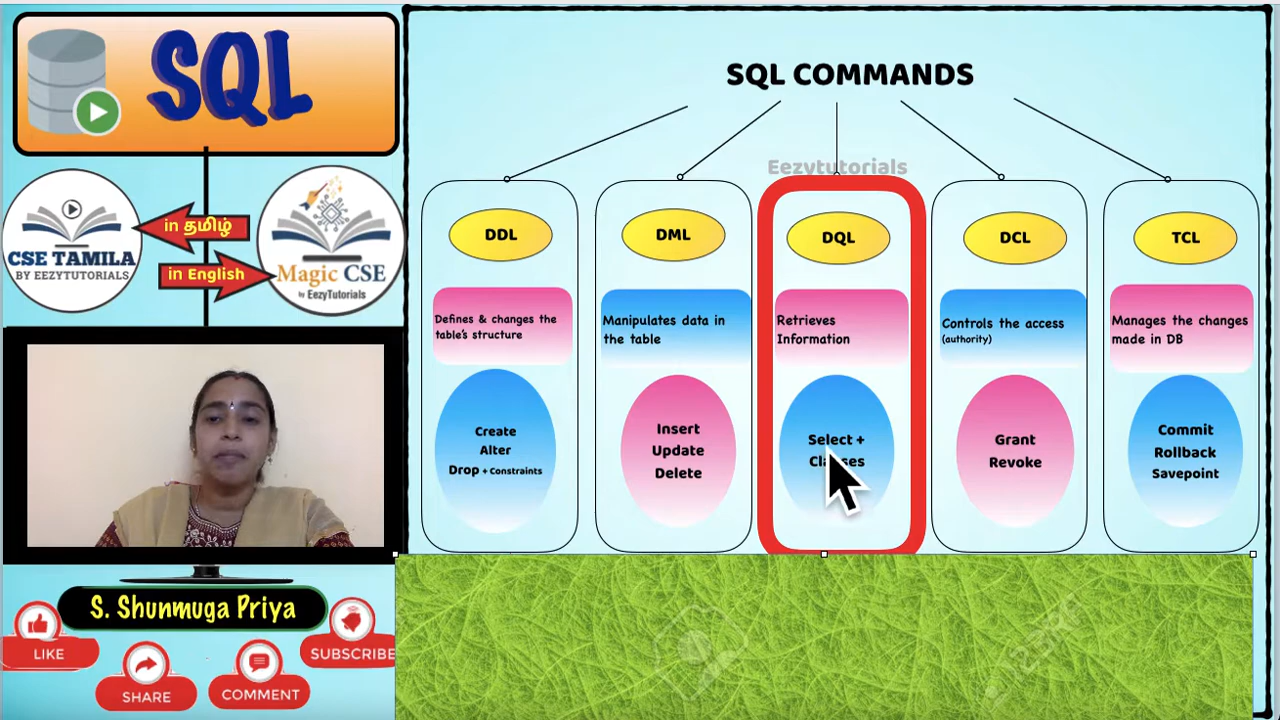 SQL
in தமிழ்
CSE TAMILA
BY EEZYTUTORIALS
in English
Magic CSE
by EezyTutorials
S. Shunmuga Priya
LIKE
SHARE
COMMENT
SUBSCRIBE
SQL COMMANDS
Eezytutorials
DDL
Defines & changes the
table's structure
Create
Alter
Drop + Constraints
DML
Manipulates data in
the table
Insert
Update
Delete
DQL
Retrieves
Information
Select +
DCL
Controls the access
(authority)
Grant
Revoke
TCL
Manages the changes
made in DB
Commit
Rollback
Savepoint
123RF